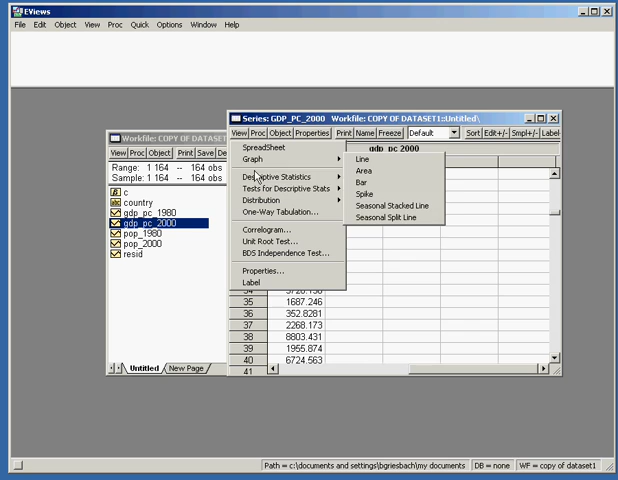 EViews
File Edit Object View Proc Quick Options Window Help
Series: GDP_PC_2000 Workfile: COPY OF DATASET1::Untitled\
View Proc Object Properties Print Name Freeze Default Sort Edit+/- Smpl+/- Label
gdp pc 2000
Workfile: COPY OF DATASET
View Proc Object Print Save De
Range: 1 164 -- 164 obs
Sample: 1 164 -- 164 obs
c
country
gdp_pc_1980
gdp_pc_2000
pop_1980
pop_2000
resid
Untitled New Page
SpreadSheet
Graph
Descriptive Statistics
Tests for Descriptive Stats
Distribution
One-Way Tabulation...
Correlogram...
Unit Root Test...
BDS Independence Test...
Properties...
Label
Line
Area
Bar
Spike
Seasonal Stacked Line
Seasonal Split Line
35 1687.246
36 352.8281
37 2268.173
38 8803.431
39 1955.874
40 6724.563
41
Path = c:\documents and settings\bgriesbach\my documents DB = none WF = copy of dataset1